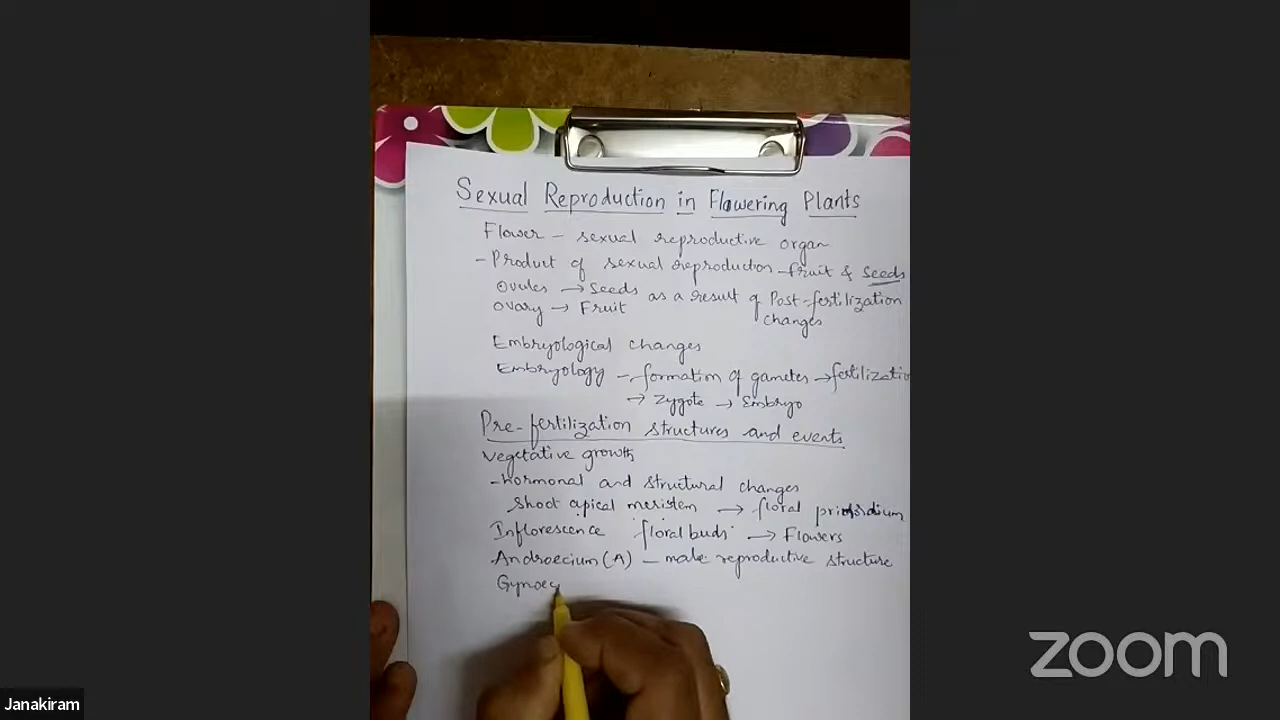 Sexual Reproduction in Flowering Plants
Flower - sexual reproductive organ
- Product of sexual reproduction - fruit & seeds
Ovules → Seeds as a result of Post-fertilization
Ovary → Fruit changes
Embryological changes
Embryology - formation of gametes → fertilizatio
→ Zygote → Embryo
Pre-fertilization structures and events
Vegetative growth
- hormonal and structural changes
Shoot apical meristem → floral primordium
Inflorescence floral buds → Flowers
Androecium (A) - male reproductive structure
Gynoec
zoom
Janakiram